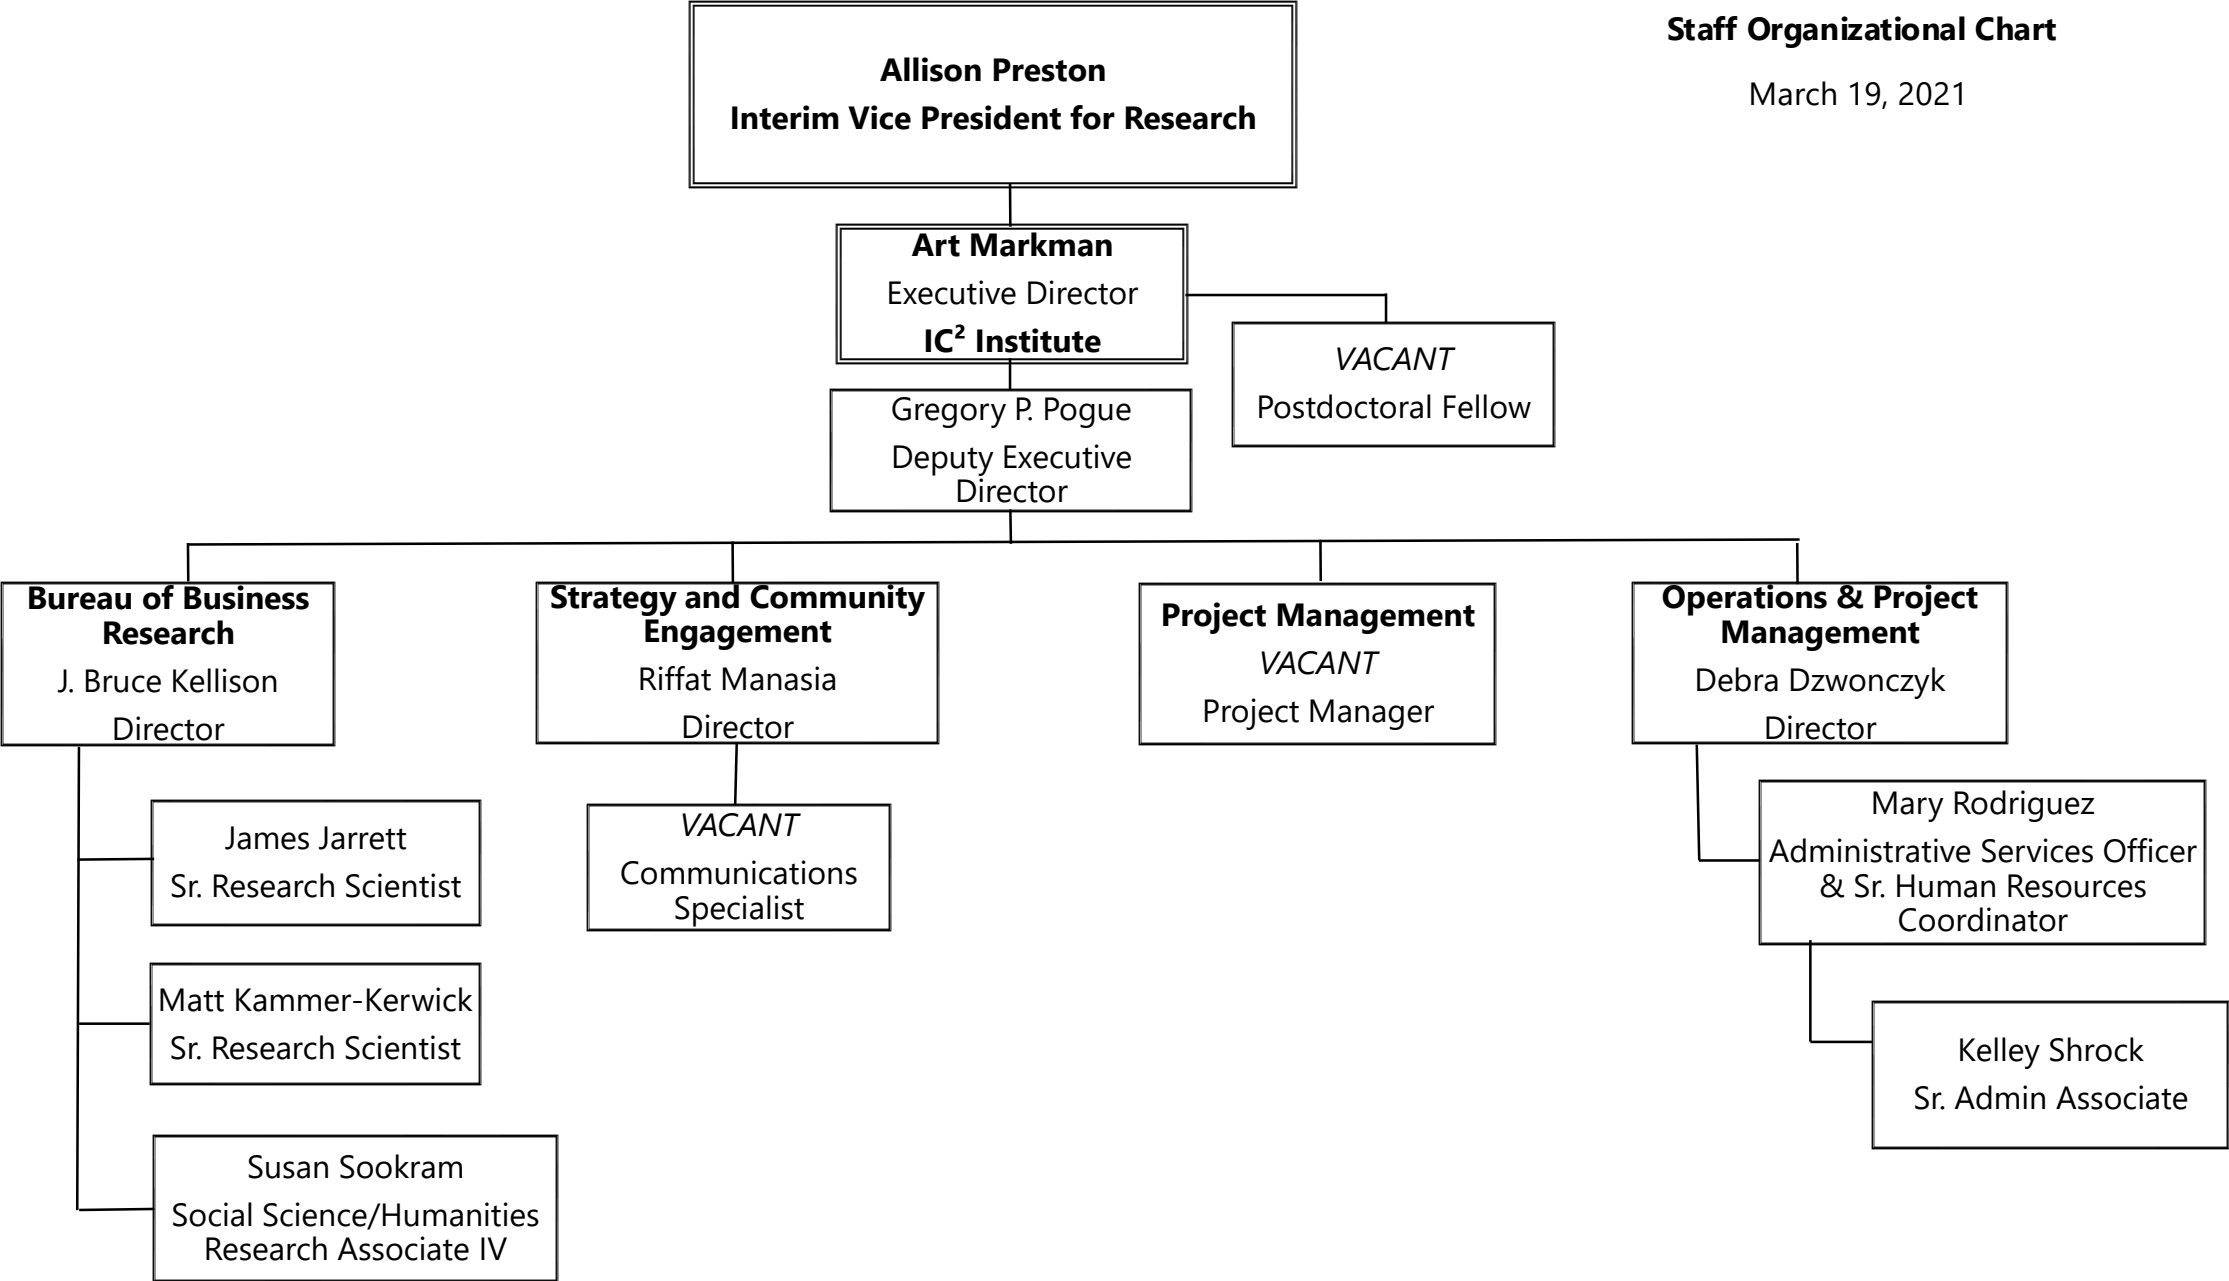 Staff Organizational Chart
March 19, 2021
Allison Preston
Interim Vice President for Research
Art Markman
Executive Director
IC² Institute
VACANT
Postdoctoral Fellow
Gregory P. Pogue
Deputy Executive
Director
Bureau of Business
Research
J. Bruce Kellison
Director
Strategy and Community
Engagement
Riffat Manasia
Director
Project Management
VACANT
Project Manager
Operations & Project
Management
Debra Dzwonczyk
Director
James Jarrett
Sr. Research Scientist
Matt Kammer-Kerwick
Sr. Research Scientist
Susan Sookram
Social Science/Humanities
Research Associate IV
VACANT
Communications
Specialist
Mary Rodriguez
Administrative Services Officer
& Sr. Human Resources
Coordinator
Kelley Shrock
Sr. Admin Associate